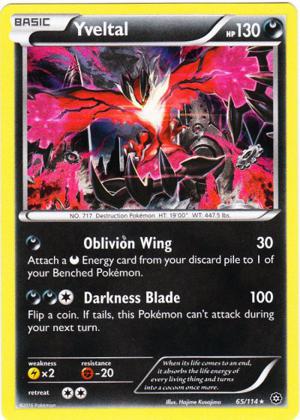 BASIC
Yveltal HP130
NO. 717 Destruction Pokémon HT: 19'00" WT: 447.5 lbs.
Oblivion Wing 30
Attach a Energy card from your discard pile to 1 of
your Benched Pokémon.
Darkness Blade 100
Flip a coin. If tails, this Pokémon can't attack during
your next turn.
weakness
×2
resistance
-20
retreat
When its life comes to an end,
it absorbs the life energy of
every living thing and turns
into a cocoon once more.
©2016 Pokémon
Illus. Hajime Kusajima
65/114